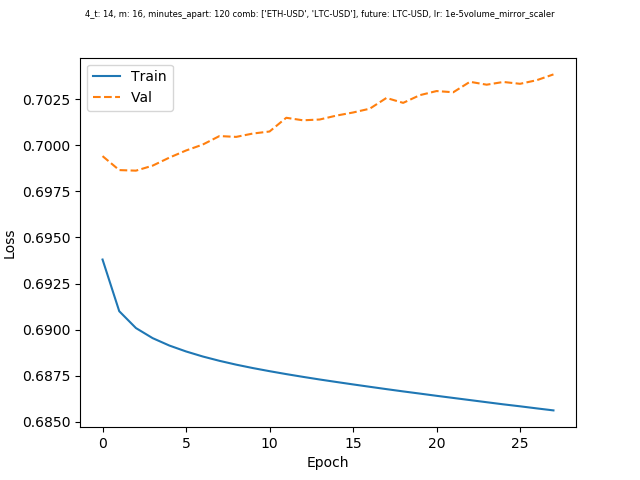 4_t: 14, m: 16, minutes_apart: 120 comb: ['ETH-USD', 'LTC-USD'], future: LTC-USD, lr: 1e-5volume_mirror_scaler
Train
Val
0.7025
0.7000
0.6975
0.6950
0.6925
0.6900
0.6875
0.6850
Loss
0 5 10 15 20 25
Epoch